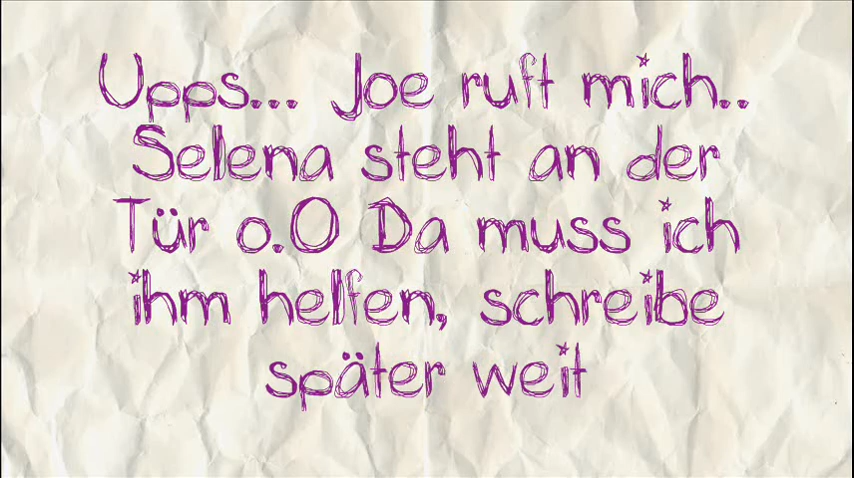 Upps... Joe ruft mich..
Selena steht an der
Tür o.O Da muss ich
ihm helfen, schreibe
später weit